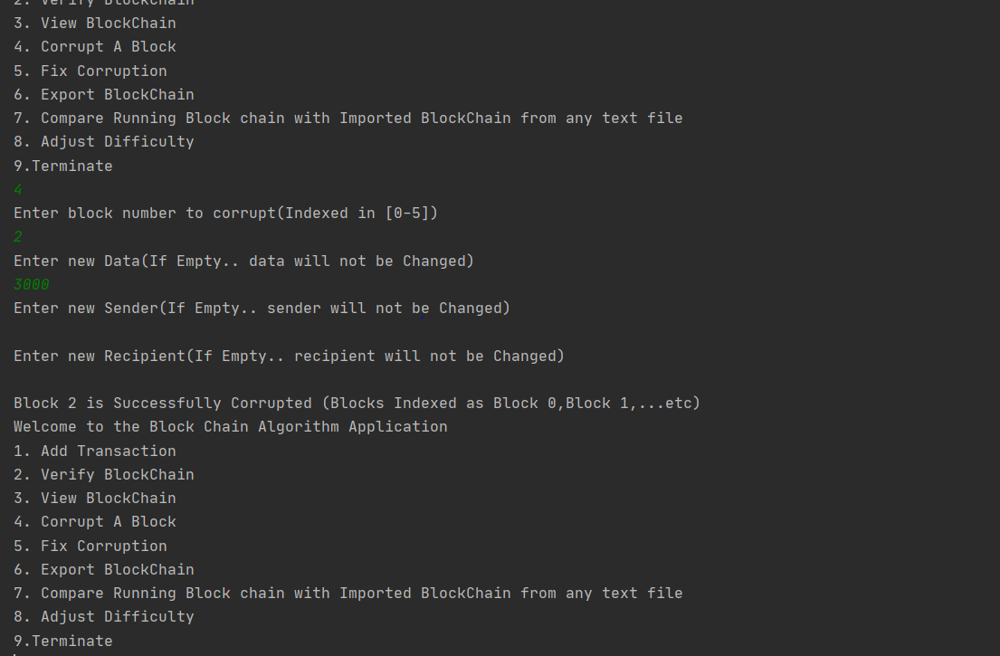 2. Verify BlockChain
3. View BlockChain
4. Corrupt A Block
5. Fix Corruption
6. Export BlockChain
7. Compare Running Block chain with Imported BlockChain from any text file
8. Adjust Difficulty
9.Terminate
4
Enter block number to corrupt(Indexed in [0-5])
2
Enter new Data(If Empty.. data will not be Changed)
3000
Enter new Sender(If Empty.. sender will not be Changed)
Enter new Recipient(If Empty.. recipient will not be Changed)
Block 2 is Successfully Corrupted (Blocks Indexed as Block 0,Block 1,...etc)
Welcome to the Block Chain Algorithm Application
1. Add Transaction
2. Verify BlockChain
3. View BlockChain
4. Corrupt A Block
5. Fix Corruption
6. Export BlockChain
7. Compare Running Block chain with Imported BlockChain from any text file
8. Adjust Difficulty
9.Terminate